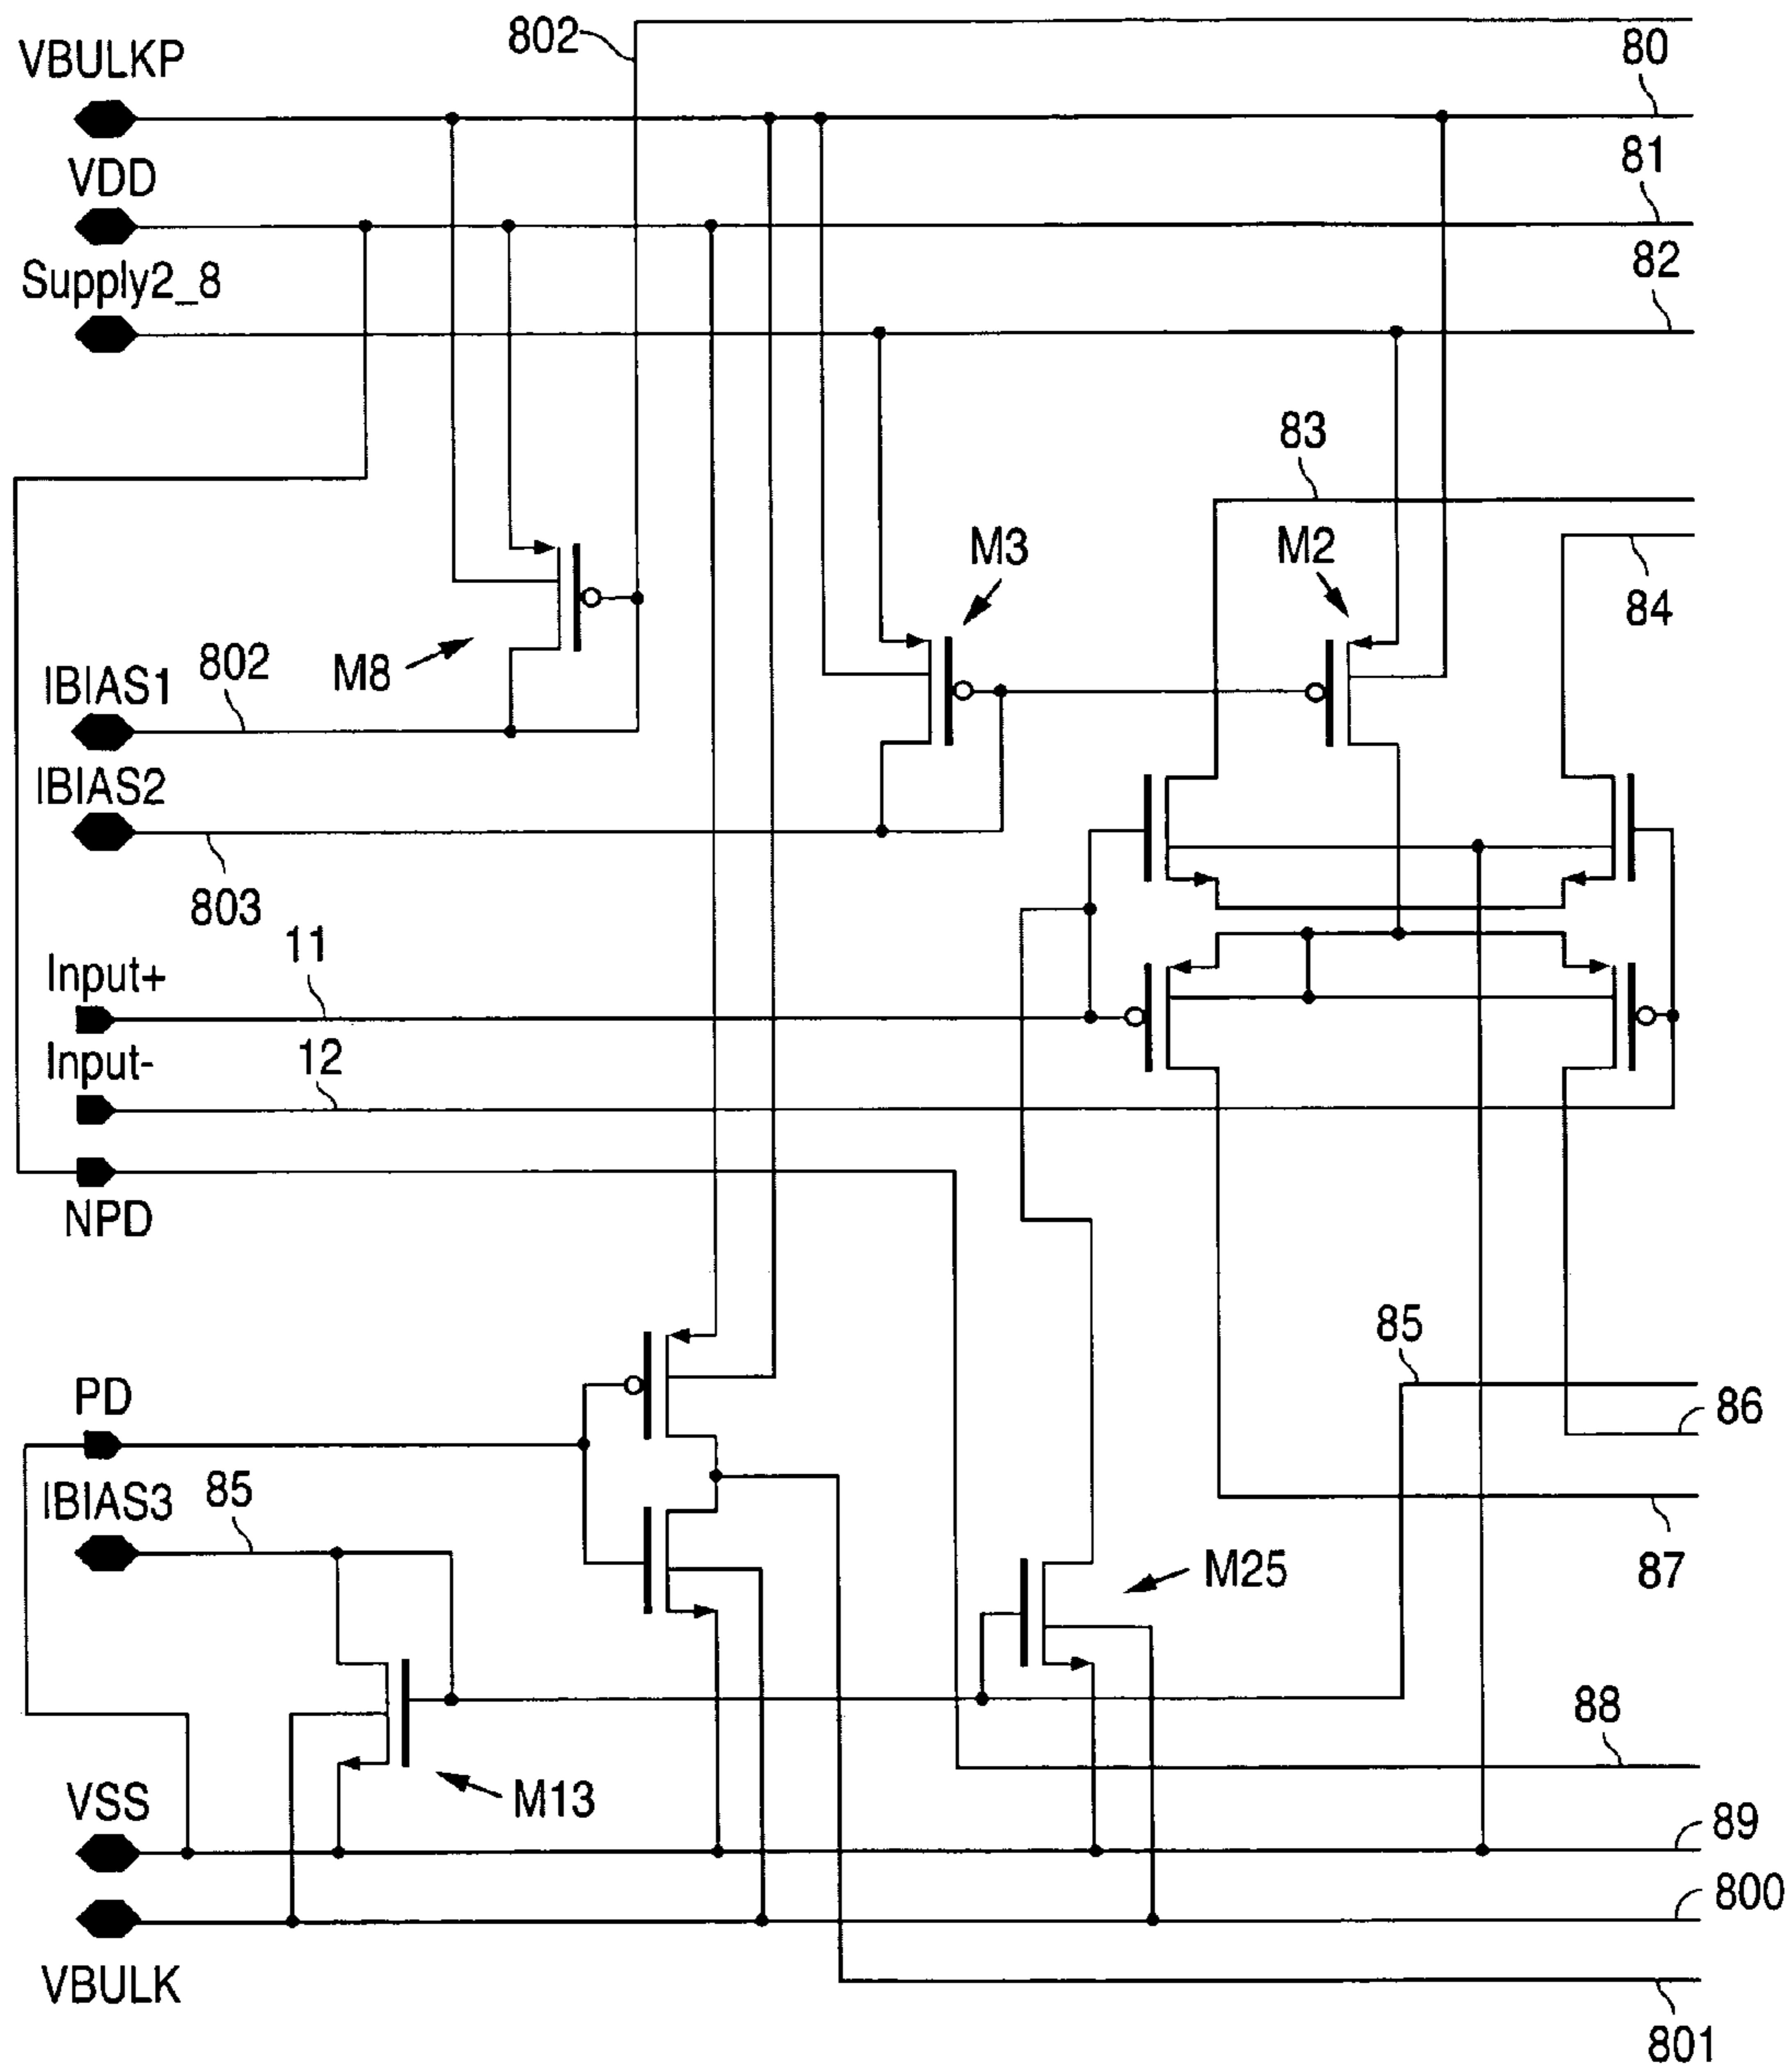 802
VBULKP
80
VDD
81
Supply2_8
82
83
M3
M2
84
802
M8
IBIAS1
IBIAS2
803
11
Input+
12
Input-
NPD
85
PD
86
IBIAS3
85
M25
87
88
VSS
M13
89
800
VBULK
801